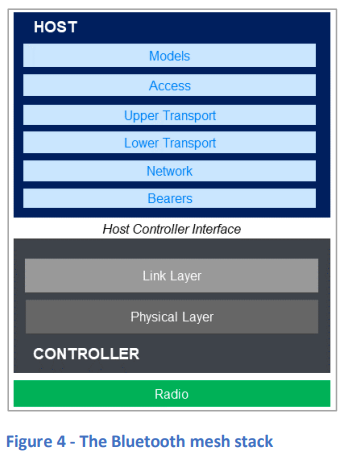 HOST
Models
Access
Upper Transport
Lower Transport
Network
Bearers
Host Controller Interface
Link Layer
Physical Layer
CONTROLLER
Radio
Figure 4 - The Bluetooth mesh stack